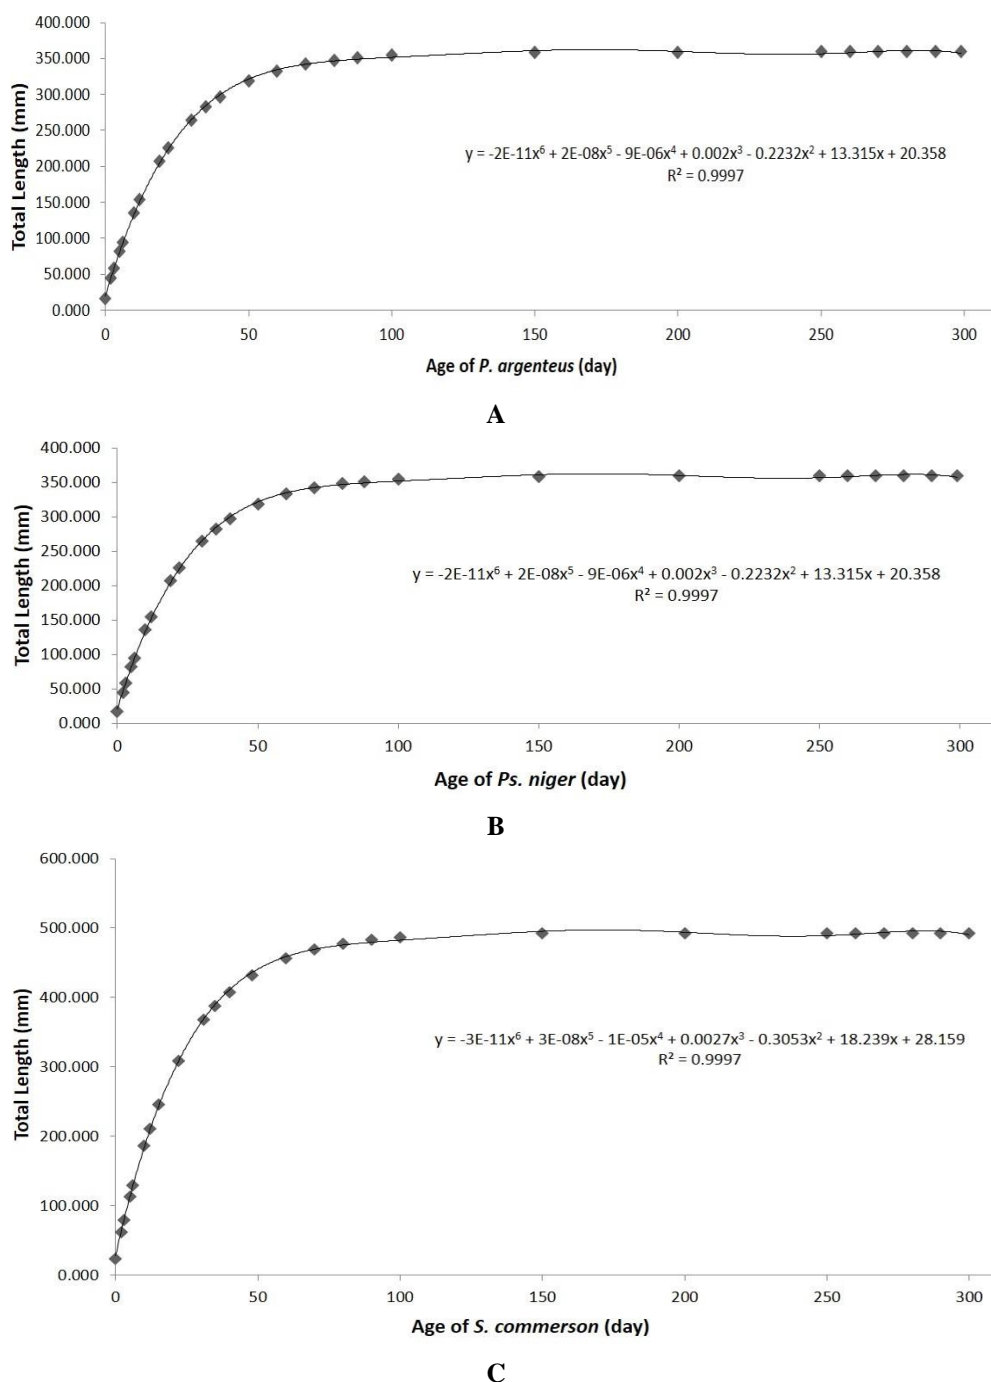 400.000
350.000
300.000
250.000
200.000
150.000
100.000
50.000
0.000
Total Length (mm)
y = -2E-11x⁶ + 2E-08x⁵ - 9E-06x⁴ + 0.002x³ - 0.2232x² + 13.315x + 20.358
R² = 0.9997
0 50 100 150 200 250 300
Age of P. argenteus (day)
A
400.000
350.000
300.000
250.000
200.000
150.000
100.000
50.000
0.000
Total Length (mm)
y = -2E-11x⁶ + 2E-08x⁵ - 9E-06x⁴ + 0.002x³ - 0.2232x² + 13.315x + 20.358
R² = 0.9997
0 50 100 150 200 250 300
Age of Ps. niger (day)
B
600.000
500.000
400.000
300.000
200.000
100.000
0.000
Total Length (mm)
y = -3E-11x⁶ + 3E-08x⁵ - 1E-05x⁴ + 0.0027x³ - 0.3053x² + 18.239x + 28.159
R² = 0.9997
0 50 100 150 200 250 300
Age of S. commerson (day)
C